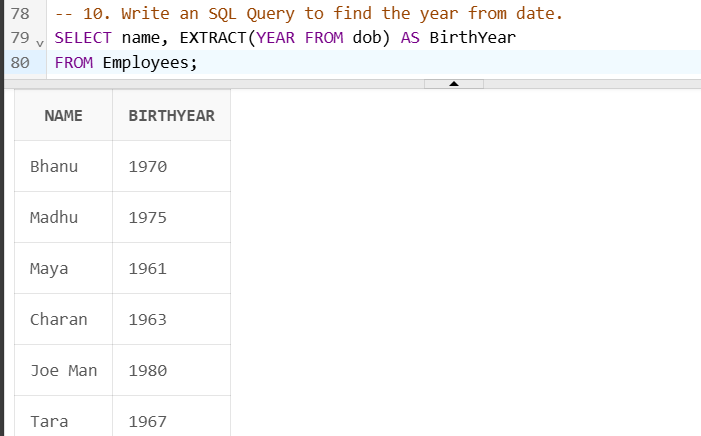 78 -- 10. Write an SQL Query to find the year from date.
79 SELECT name, EXTRACT(YEAR FROM dob) AS BirthYear
80 FROM Employees;
NAME BIRTHYEAR
Bhanu 1970
Madhu 1975
Maya 1961
Charan 1963
Joe Man 1980
Tara 1967